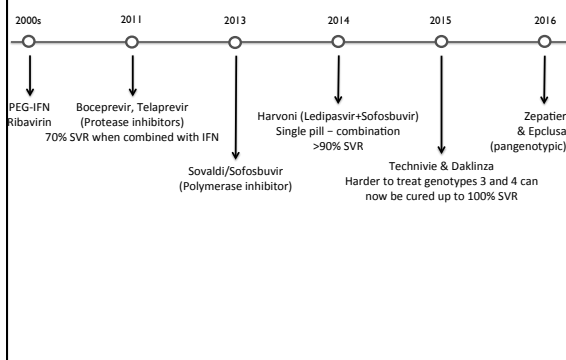 2000s
2011
2013
2014
2015
2016
PEG-IFN
Ribavirin
Boceprevir, Telaprevir
(Protease inhibitors)
70% SVR when combined with IFN
Sovaldi/Sofosbuvir
(Polymerase inhibitor)
Harvoni (Ledipasvir+Sofosbuvir)
Single pill – combination
>90% SVR
Technivie & Daklinza
Harder to treat genotypes 3 and 4 can
now be cured up to 100% SVR
Zepatier
& Epclusa
(pangenotypic)